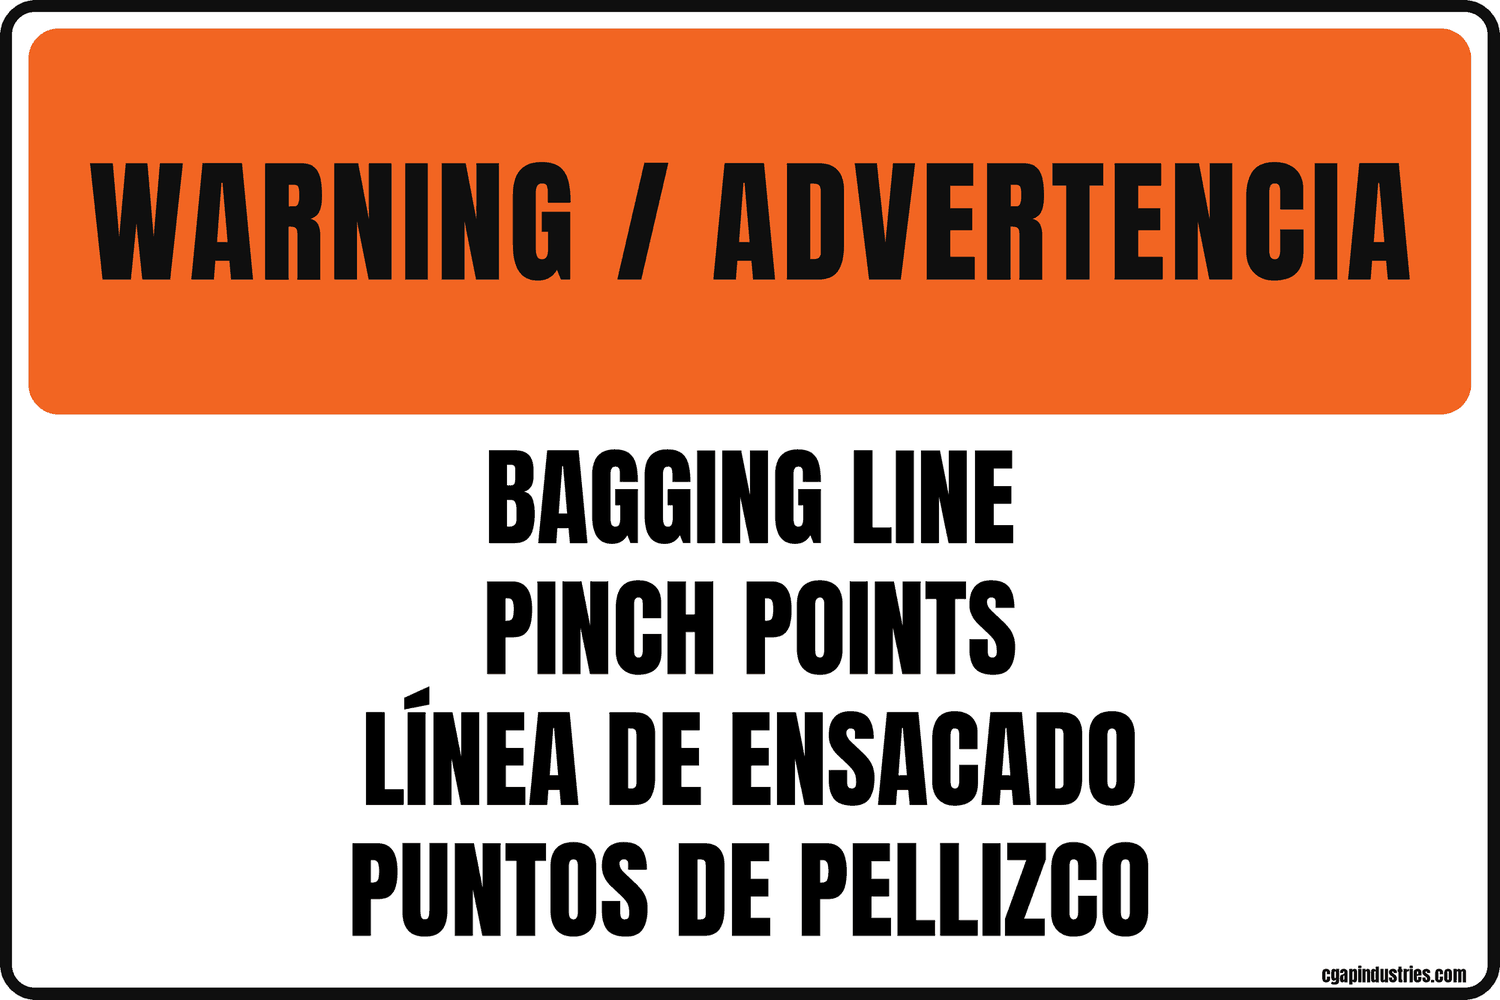 WARNING / ADVERTENCIA
BAGGING LINE
PINCH POINTS
LÍNEA DE ENSACADO
PUNTOS DE PELLIZCO
cgapindustries.com